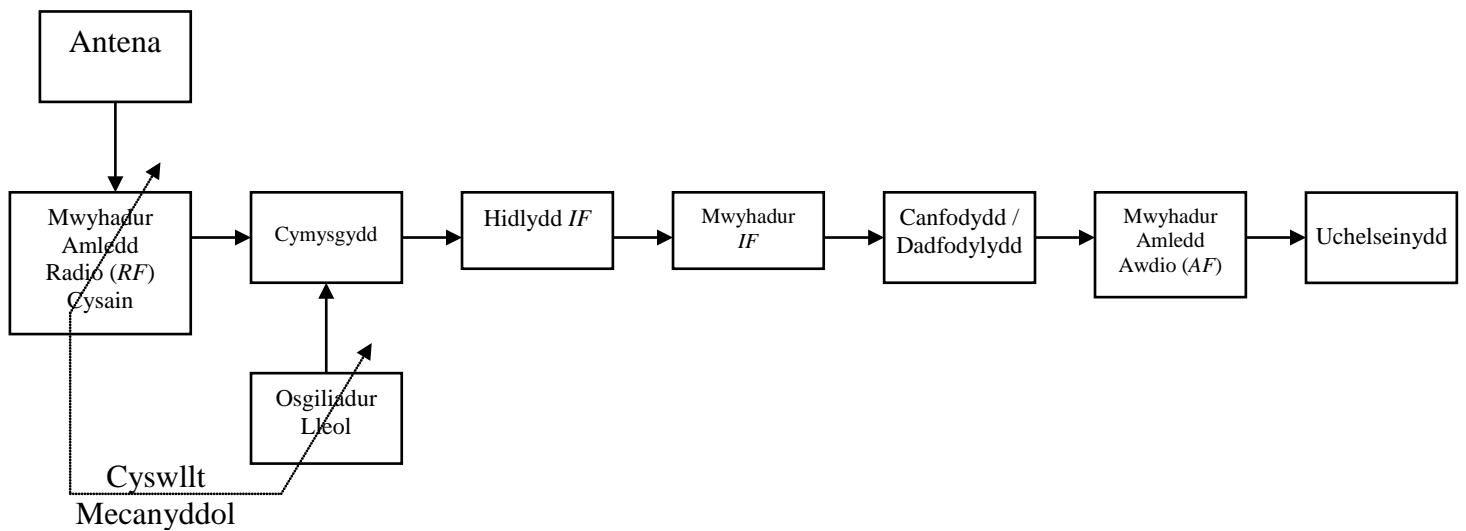 Antena
Mwyhadur
Amledd
Radio (RF)
Cysain
Cymysgydd
Hidlydd IF
Mwyhadur
IF
Canfodydd /
Dadfodylydd
Mwyhadur
Amledd
Awdio (AF)
Uchelseinydd
Osgiliadur
Lleol
Cyswllt
Mecanyddol